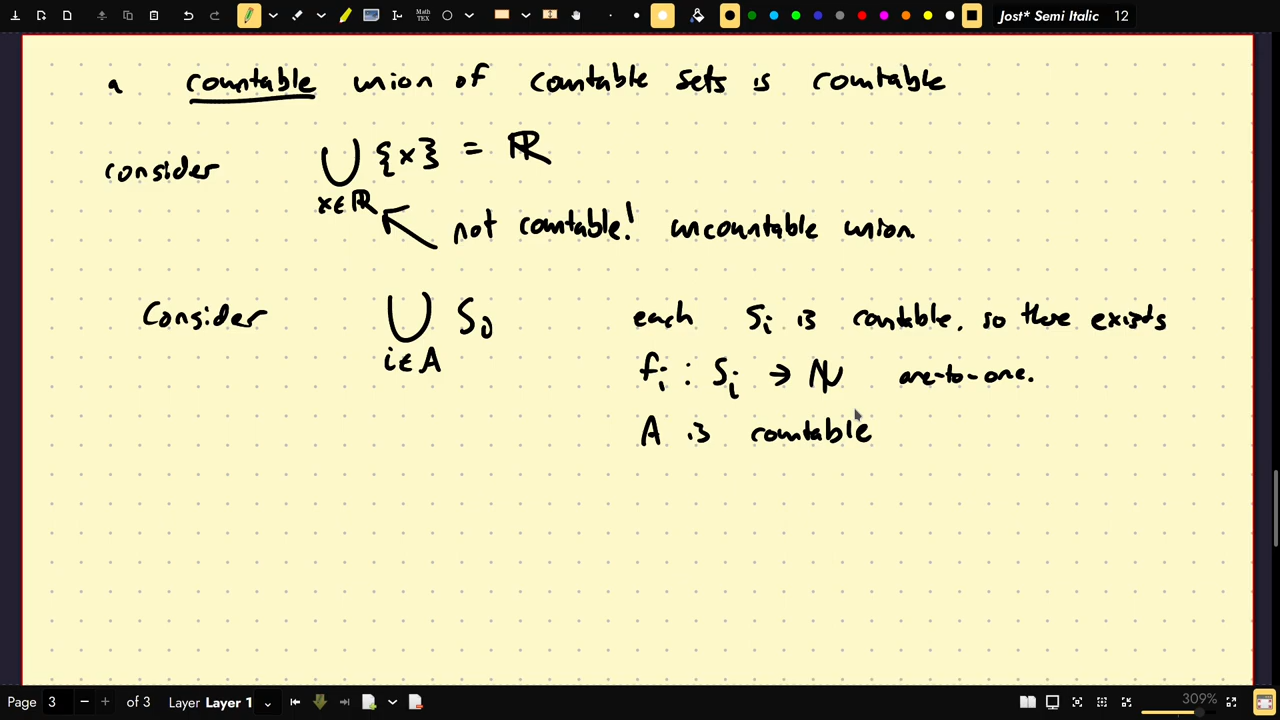 Math TEX
Jost* Semi Italic 12
a countable union of countable sets is countable
consider ⋃ {x} = ℝ
x∈ℝ
not countable! uncountable union.
Consider ⋃ Si each Si is countable, so there exists
i∈A fi : Si → ℕ one-to-one.
A is countable
Page 3 of 3 Layer Layer 1 309%